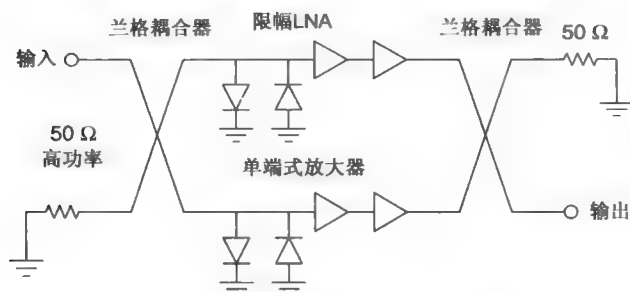 兰格耦合器
限幅LNA
兰格耦合器
输入
50 Ω
50 Ω
高功率
单端式放大器
输出